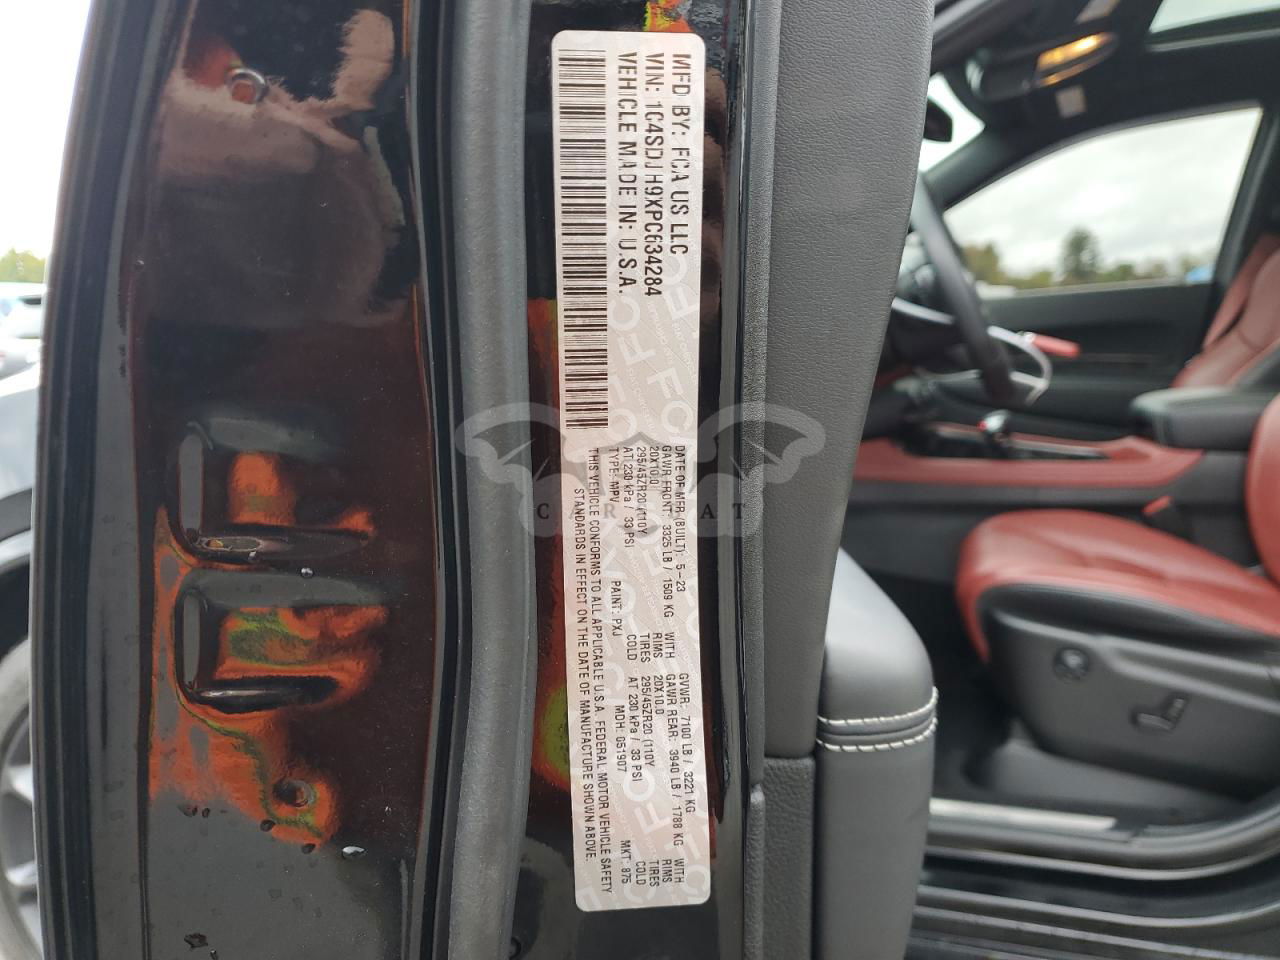 MFD BY: FCA US LLC
VIN: 1C4SDJH9XPC634284
VEHICLE MADE IN: U.S.A.
DATE OF MFR (BUILT): 5-23 GVWR: 7100 LB / 3221 KG
GAWR FRONT: 3325 LB / 1509 KG WITH GAWR REAR: 3940 LB / 1788 KG WITH
20X10.0 RIMS 20X10.0 RIMS
295/45ZR20 (110Y TIRES 295/45ZR20 (110Y TIRES
AT 230 kPa / 33 PSI COLD AT 230 kPa / 33 PSI COLD
TYPE: MPV PAINT: PXJ MDH: 051907 MKT: 875
THIS VEHICLE CONFORMS TO ALL APPLICABLE U.S.A. FEDERAL MOTOR VEHICLE SAFETY
STANDARDS IN EFFECT ON THE DATE OF MANUFACTURE SHOWN ABOVE.